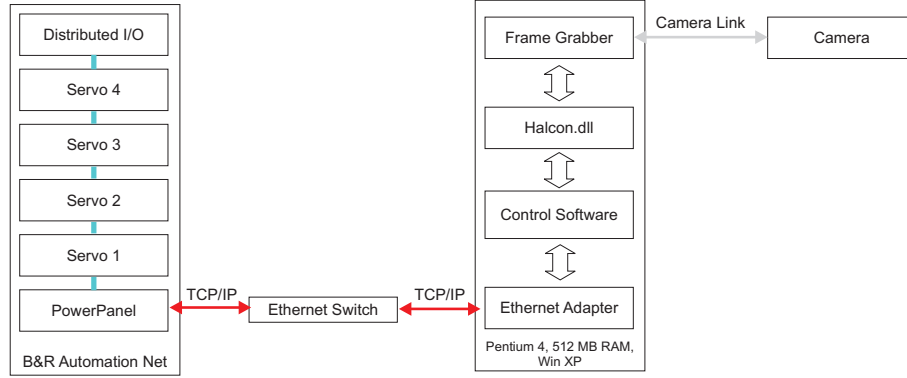 Distributed I/O
Servo 4
Servo 3
Servo 2
Servo 1
PowerPanel
B&R Automation Net
TCP/IP
Ethernet Switch
TCP/IP
Frame Grabber
Halcon.dll
Control Software
Ethernet Adapter
Pentium 4, 512 MB RAM,
Win XP
Camera Link
Camera